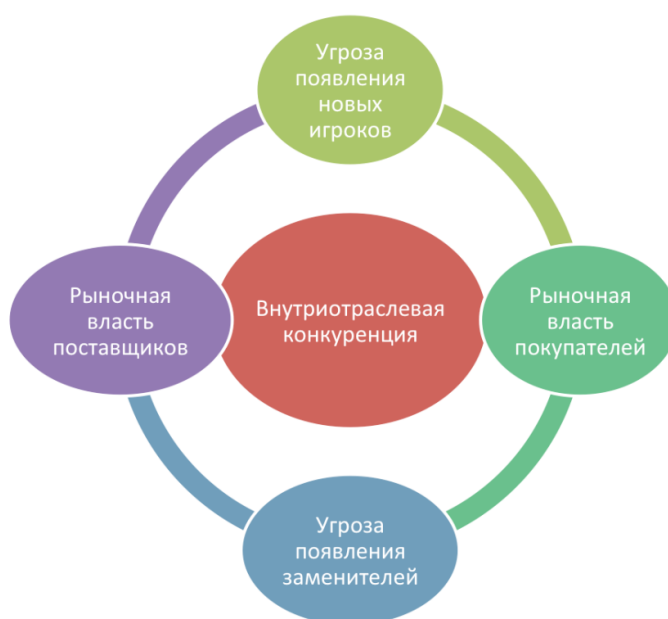 Угроза
появления
новых
игроков
Рыночная
власть
поставщиков
Внутриотраслевая
конкуренция
Рыночная
власть
покупателей
Угроза
появления
заменителей